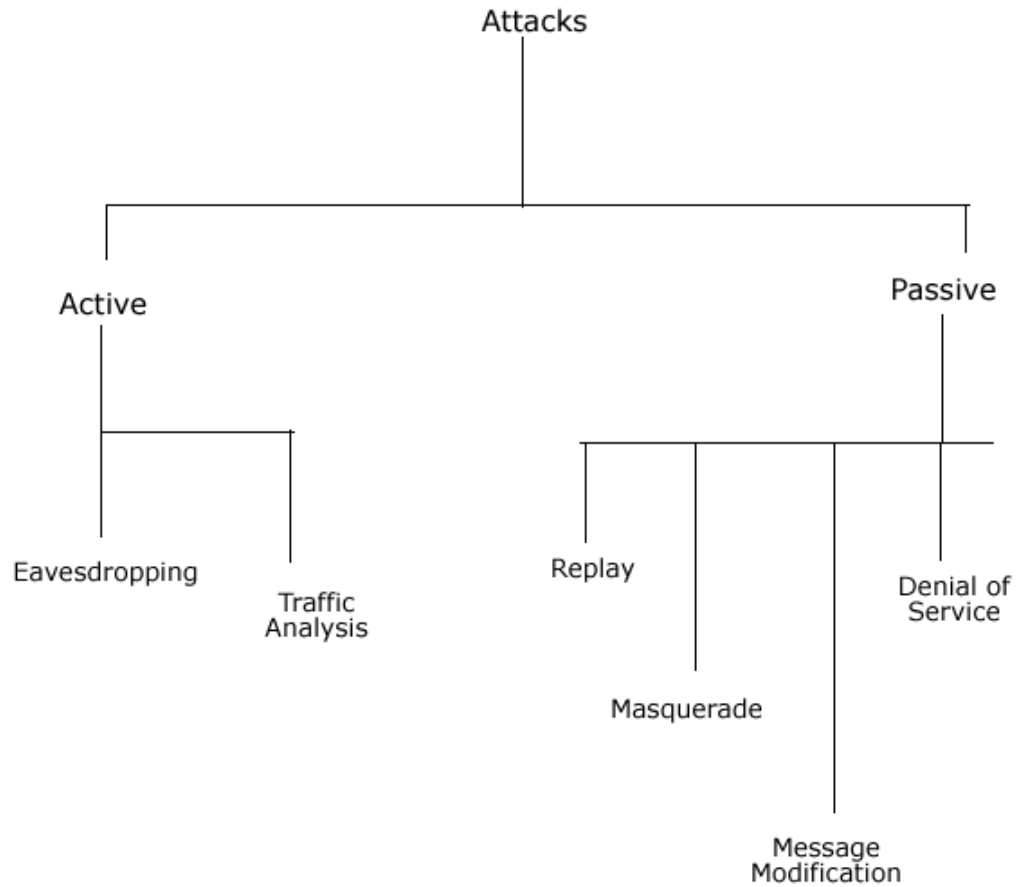 Attacks
Active
Passive
Eavesdropping
Traffic
Analysis
Replay
Denial of
Service
Masquerade
Message
Modification